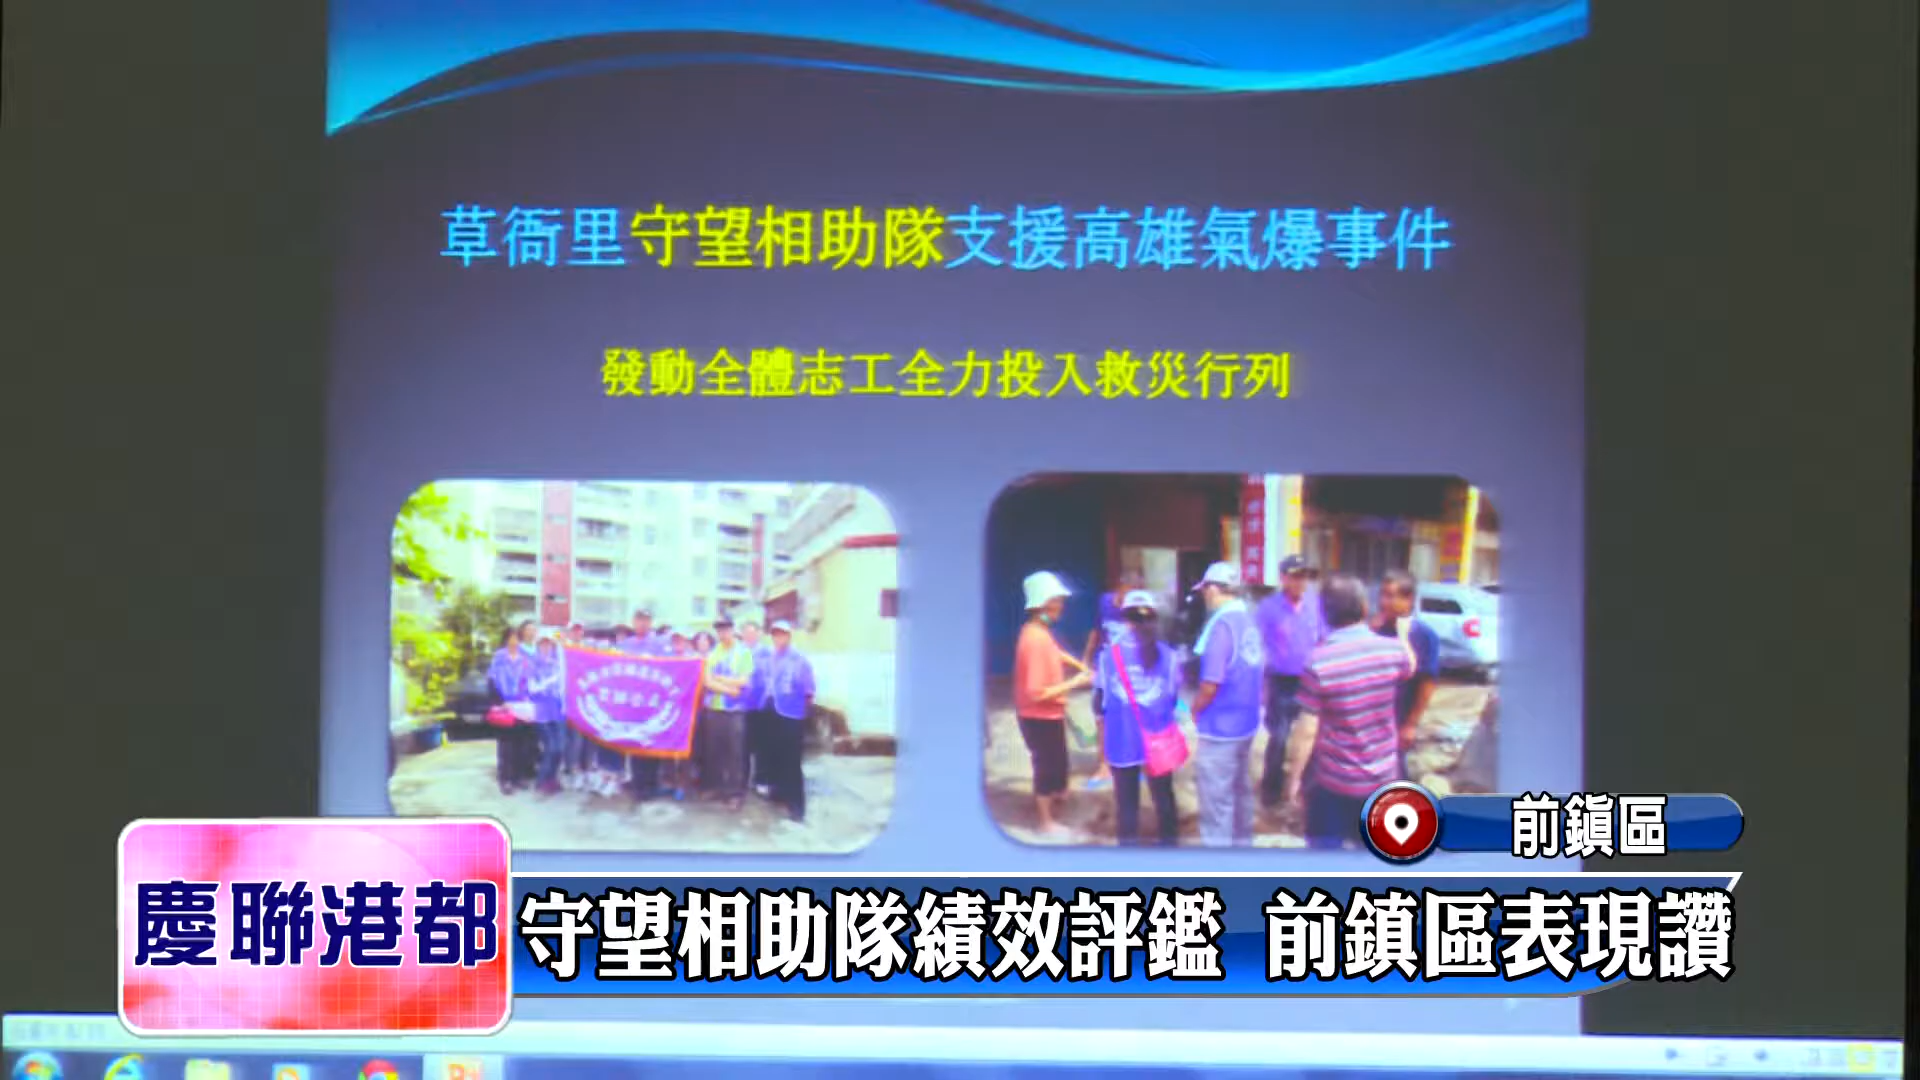 草衙里守望相助隊支援高雄氣爆事件
發動全體志工全力投入救災行列
前鎮區
慶聯港都
守望相助隊績效評鑑 前鎮區表現讚